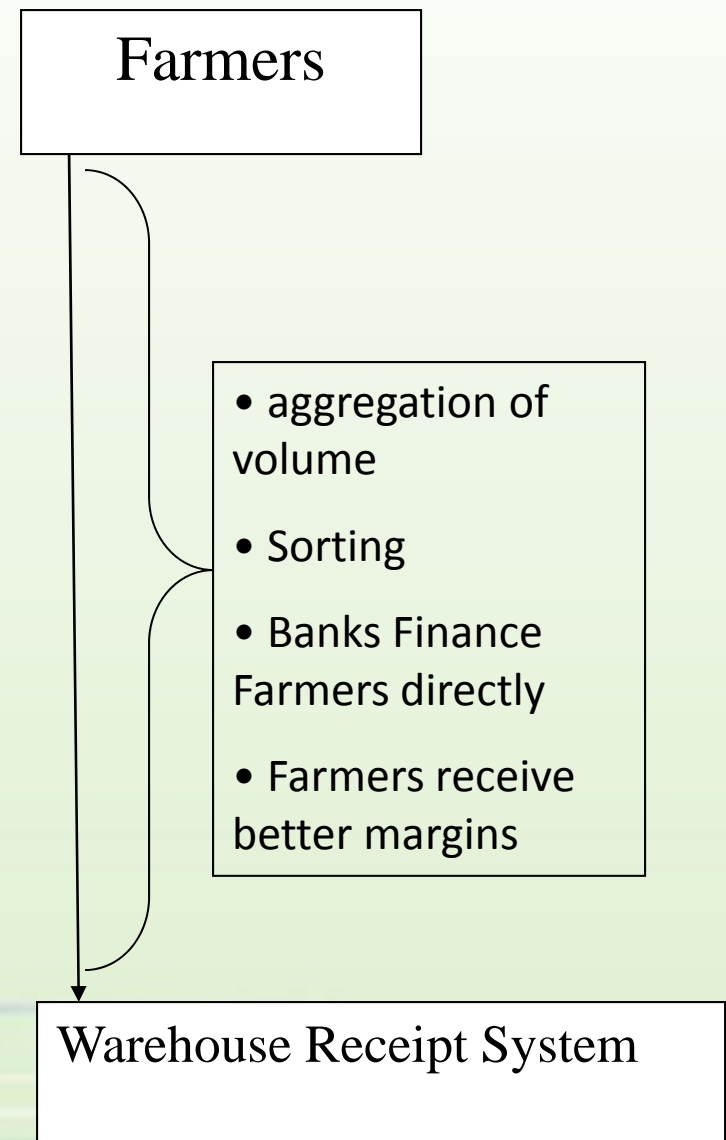 Farmers
• aggregation of
volume
• Sorting
• Banks Finance
Farmers directly
• Farmers receive
better margins
Warehouse Receipt System